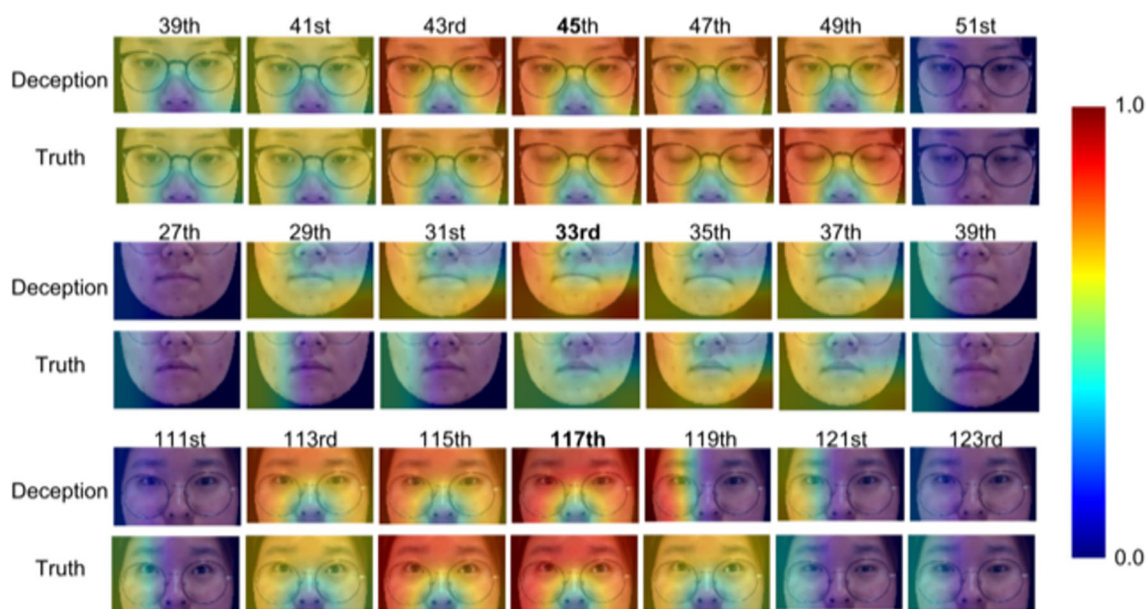 39th 41st 43rd 45th 47th 49th 51st
1.0
Deception
Truth
27th 29th 31st 33rd 35th 37th 39th
Deception
Truth
111st 113rd 115th 117th 119th 121st 123rd
Deception
0.0
Truth